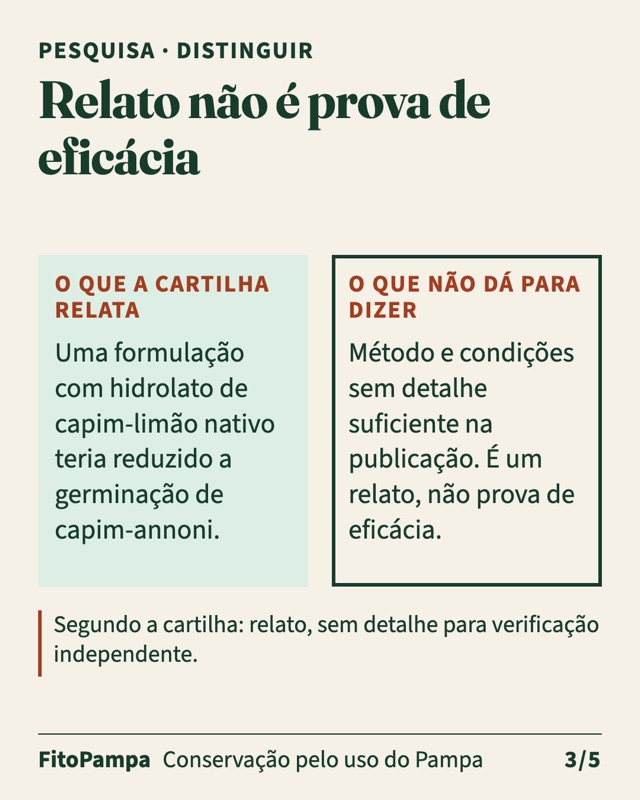 PESQUISA · DISTINGUIR
Relato não é prova de
eficácia
O QUE A CARTILHA
RELATA
Uma formulação
com hidrolato de
capim-limão nativo
teria reduzido a
germinação de
capim-annoni.
O QUE NÃO DÁ PARA
DIZER
Método e condições
sem detalhe
suficiente na
publicação. É um
relato, não prova de
eficácia.
Segundo a cartilha: relato, sem detalhe para verificação
independente.
FitoPampa Conservação pelo uso do Pampa 3/5